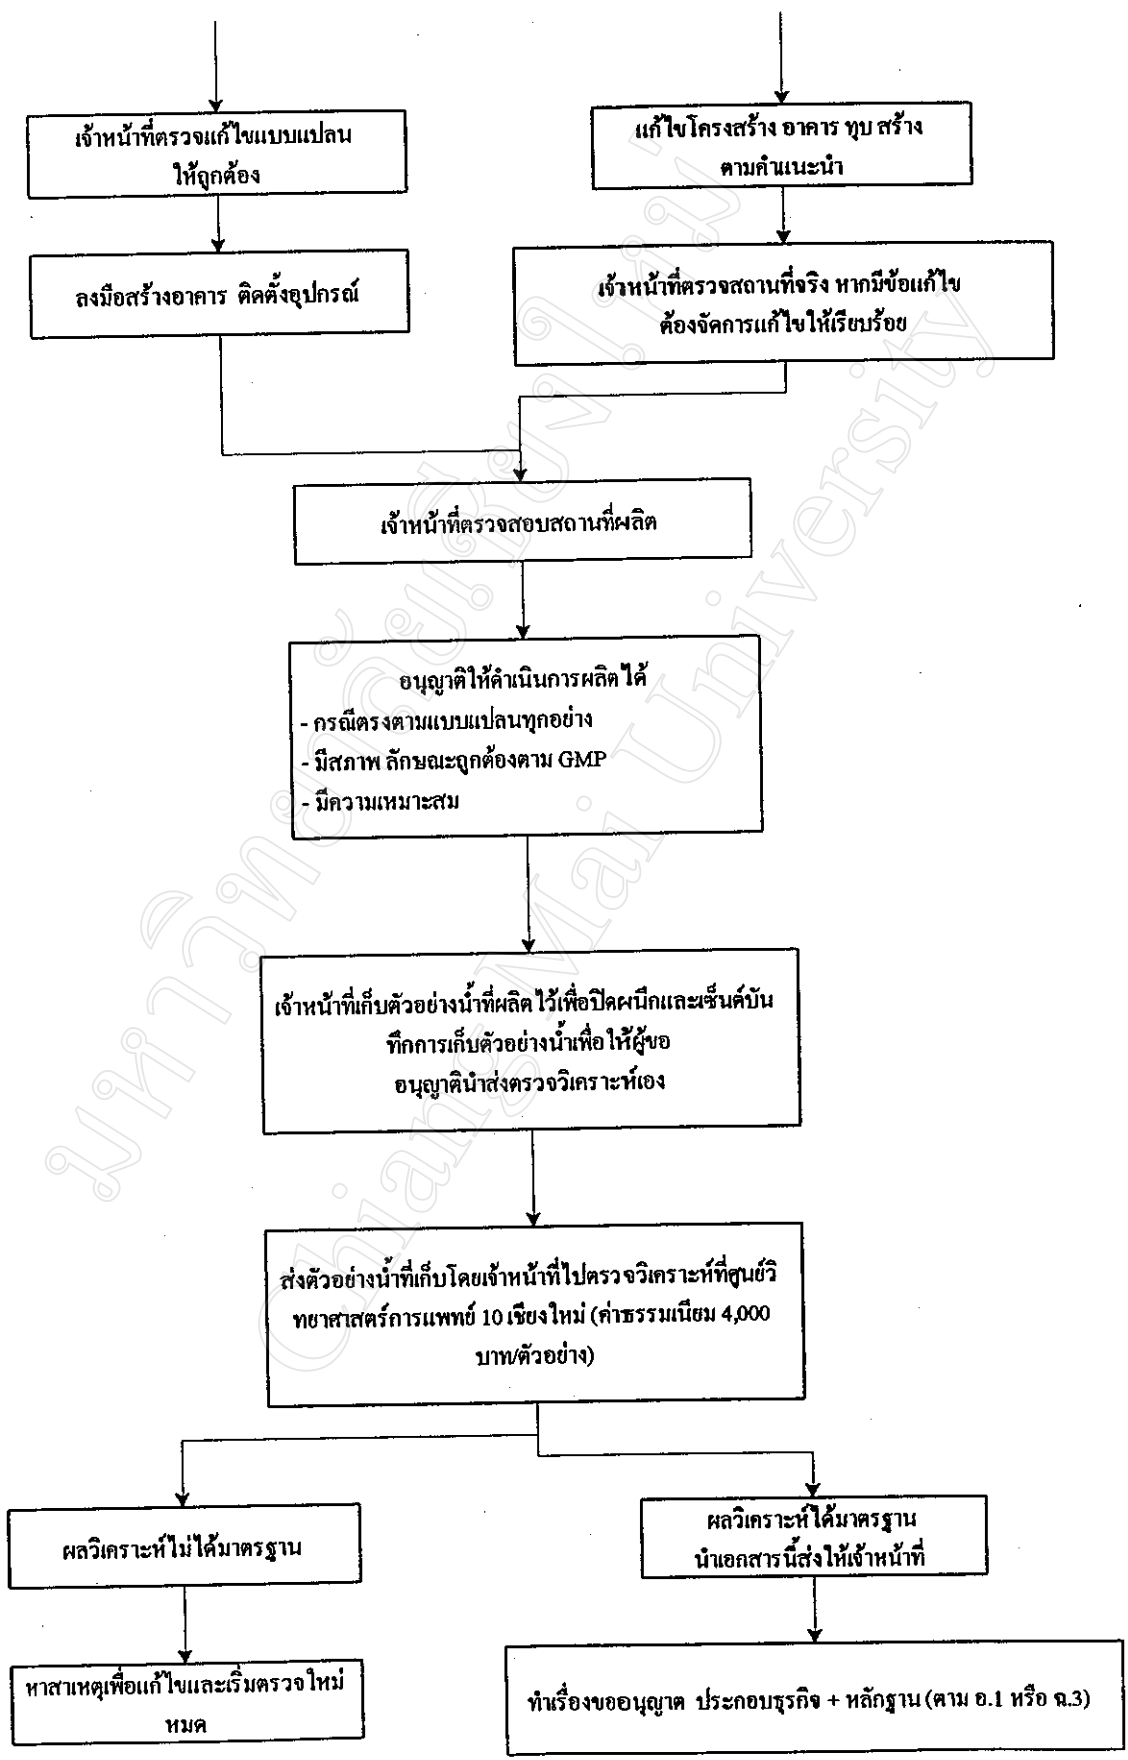 เจ้าหน้าที่ตรวจแก้ไขแบบแปลน
ให้ถูกต้อง
แก้ไขโครงสร้าง อาคาร ทุบ สร้าง
ตามคำแนะนำ
ลงมือสร้างอาคาร ติดตั้งอุปกรณ์
เจ้าหน้าที่ตรวจสถานที่จริง หากมีข้อแก้ไข
ต้องจัดการแก้ไขให้เรียบร้อย
เจ้าหน้าที่ตรวจสอบสถานที่ผลิต
อนุญาติให้ดำเนินการผลิตได้
- กรณีตรงตามแบบแปลนทุกอย่าง
- มีสภาพ ลักษณะถูกต้องตาม GMP
- มีความเหมาะสม
เจ้าหน้าที่เก็บตัวอย่างน้ำที่ผลิตไว้เพื่อปิดผนึกและเซ็นต์บัน
ทึกการเก็บตัวอย่างน้ำเพื่อให้ผู้ขอ
อนุญาตินำส่งตรวจวิเคราะห์เอง
ส่งตัวอย่างน้ำที่เก็บโดยเจ้าหน้าที่ไปตรวจวิเคราะห์ที่ศูนย์วิ
ทยาศาสตร์การแพทย์ 10 เชียงใหม่ (ค่าธรรมเนียม 4,000
บาท/ตัวอย่าง)
ผลวิเคราะห์ไม่ได้มาตรฐาน
ผลวิเคราะห์ได้มาตรฐาน
นำเอกสารนี้ส่งให้เจ้าหน้าที่
หาสาเหตุเพื่อแก้ไขและเริ่มตรวจใหม่
หมด
ทำเรื่องขออนุญาต ประกอบธุรกิจ + หลักฐาน (ตาม อ.1 หรือ ฉ.3)
มหาวิทยาลัยเชียงใหม่
Chiang Mai University